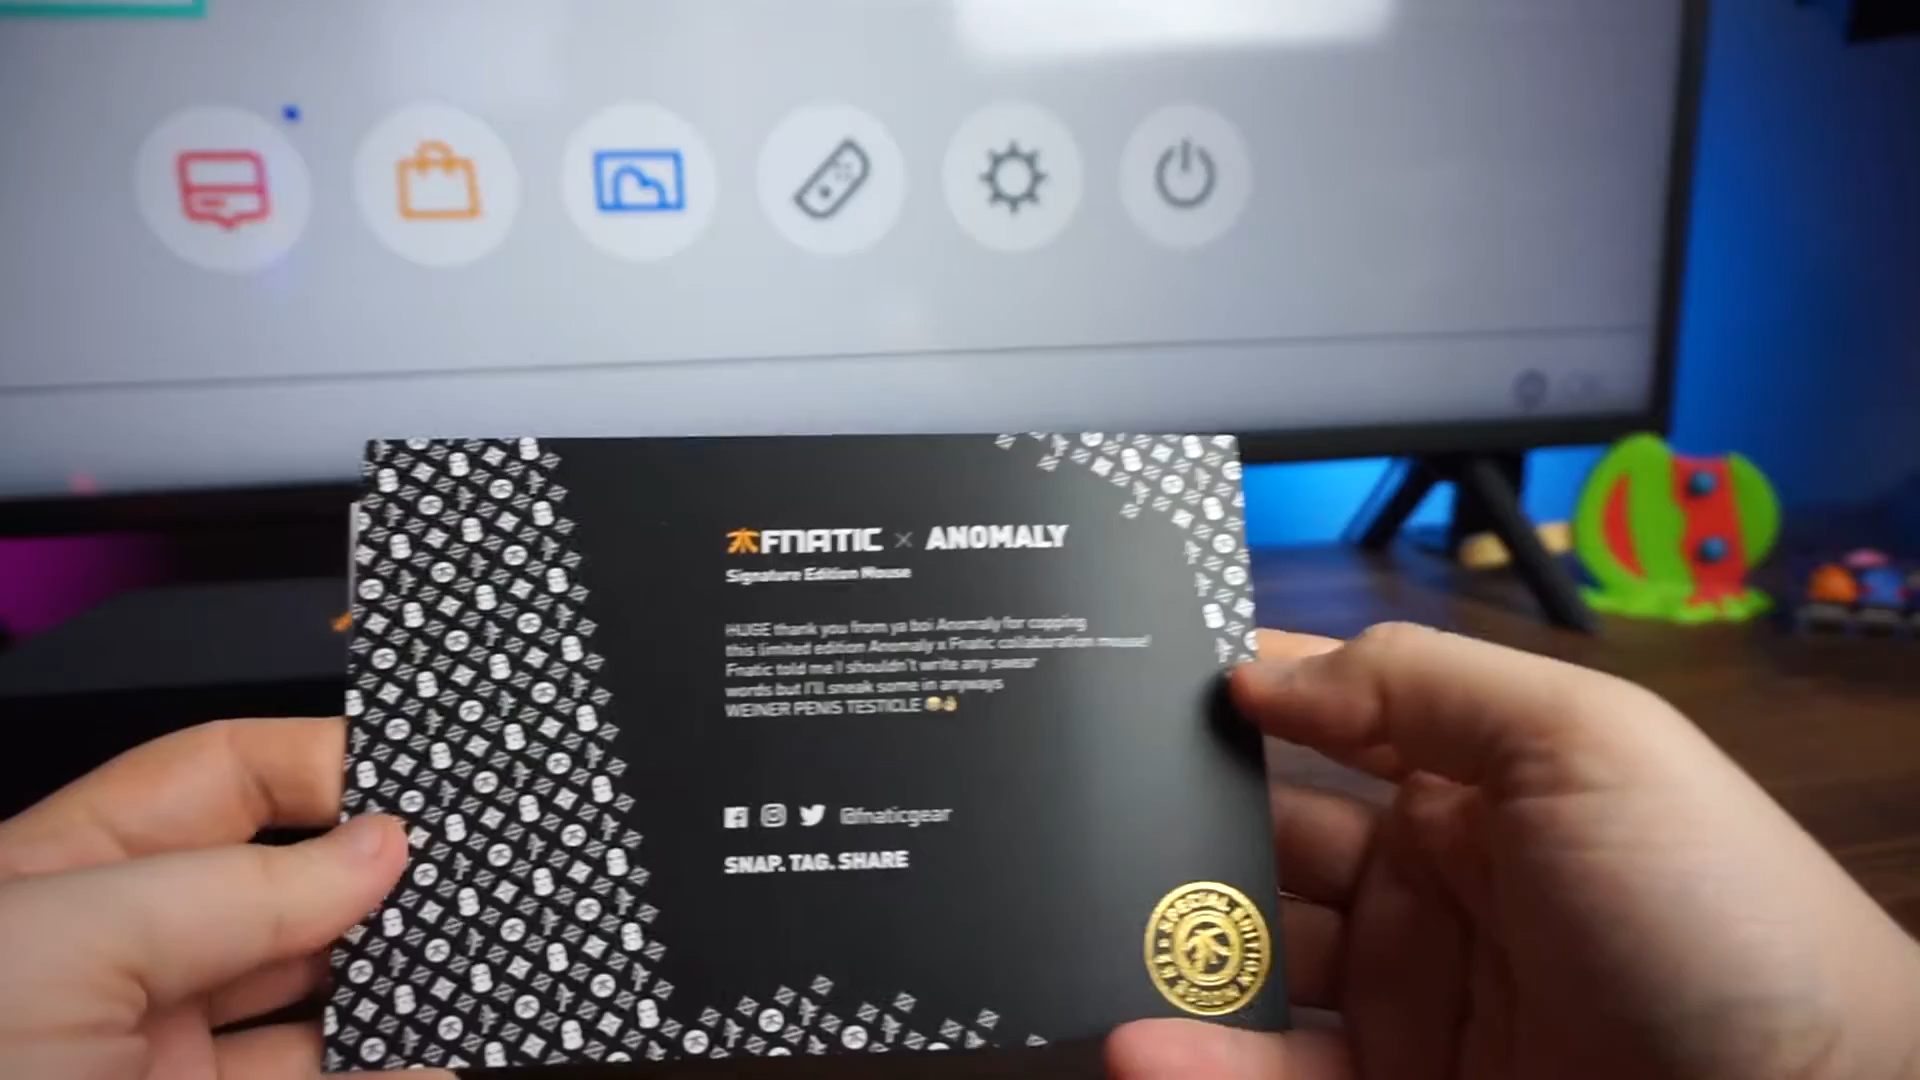 FNATIC × ANOMALY
Signature Edition Mouse
HUGE thank you from ya boi Anomaly for copping
this limited edition Anomaly x Fnatic collaboration mouse!
Fnatic told me I shouldn't write any swear
words but I'll sneak some in anyways
WEINER PENIS TESTICLE
@fnaticgear
SNAP. TAG. SHARE
SPECIAL EDITION